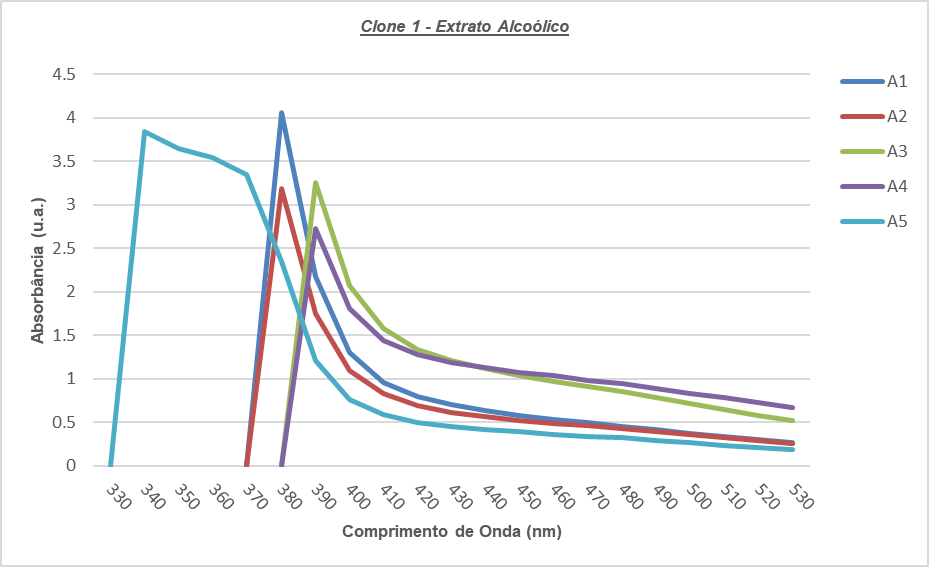 Clone 1 - Extrato Alcoólico
Absorbância (u.a.)
4.5
4
3.5
3
2.5
2
1.5
1
0.5
0
330 340 350 360 370 380 390 400 410 420 430 440 450 460 470 480 490 500 510 520 530
Comprimento de Onda (nm)
A1
A2
A3
A4
A5